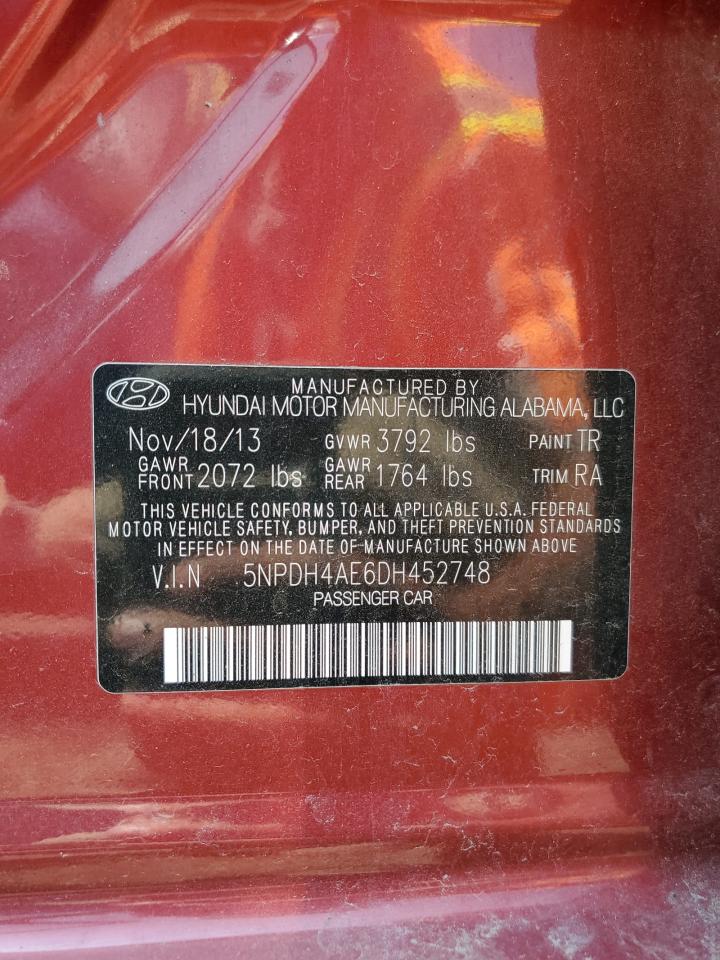 MANUFACTURED BY
HYUNDAI MOTOR MANUFACTURING ALABAMA, LLC
Nov/18/13 GVWR 3792 lbs PAINT TR
GAWR FRONT 2072 lbs GAWR REAR 1764 lbs TRIM RA
THIS VEHICLE CONFORMS TO ALL APPLICABLE U.S.A. FEDERAL
MOTOR VEHICLE SAFETY, BUMPER, AND THEFT PREVENTION STANDARDS
IN EFFECT ON THE DATE OF MANUFACTURE SHOWN ABOVE
V.I.N 5NPDH4AE6DH452748
PASSENGER CAR